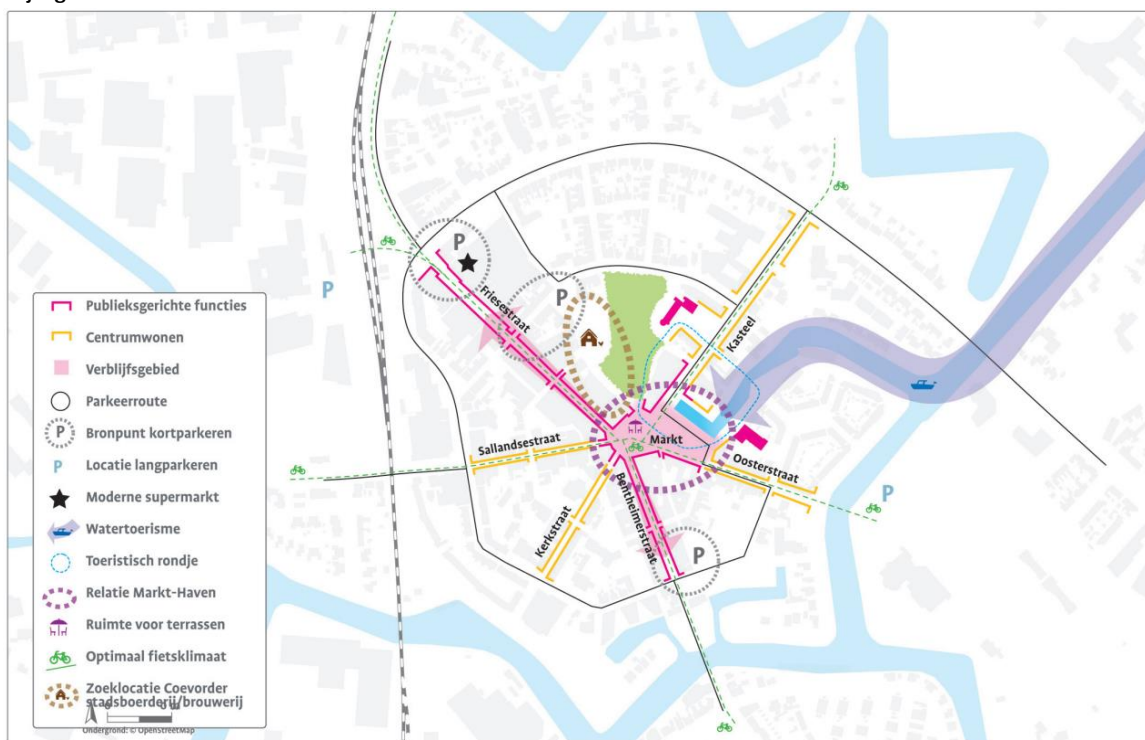 P
P
Friesestraat
Kasteel
P
Markt
Sallandsestraat
Oosterstraat
Kerkstraat
Bentheimerstraat
P
P
Publieksgerichte functies
Centrumwonen
Verblijfsgebied
Parkeerroute
P Bronpunt kortparkeren
P Locatie langparkeren
Moderne supermarkt
Watertoerisme
Toeristisch rondje
Relatie Markt-Haven
Ruimte voor terrassen
Optimaal fietsklimaat
Zoeklocatie Coevorder
stadsboerderij/brouwerij
Ondergrond: © OpenStreetMap